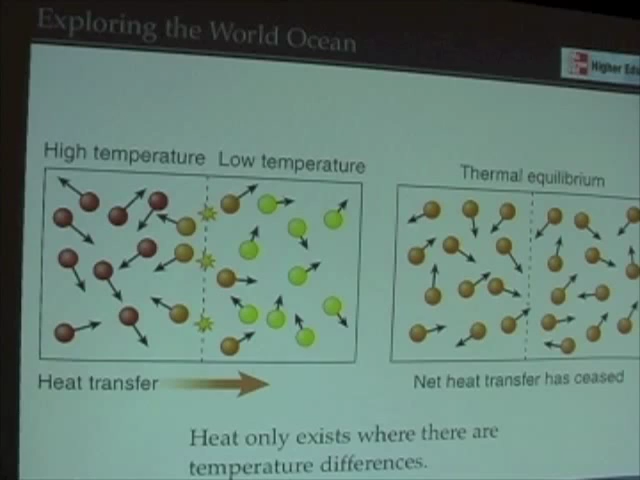 Exploring the World Ocean
Higher Edu
High temperature
Low temperature
Thermal equilibrium
Heat transfer
Net heat transfer has ceased
Heat only exists where there are
temperature differences.